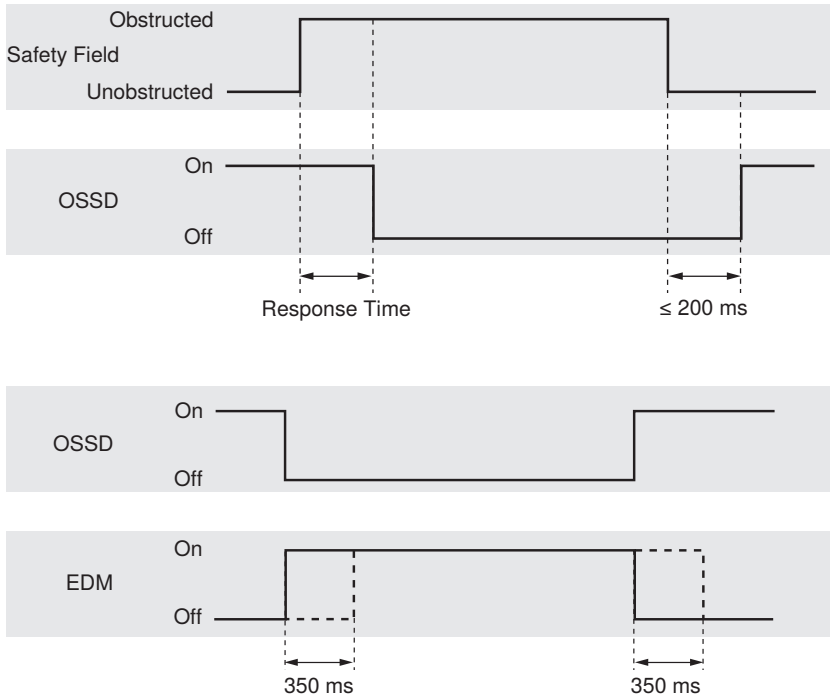 Obstructed
Safety Field
Unobstructed
On
OSSD
Off
Response Time
≤ 200 ms
On
OSSD
Off
On
EDM
Off
350 ms
350 ms